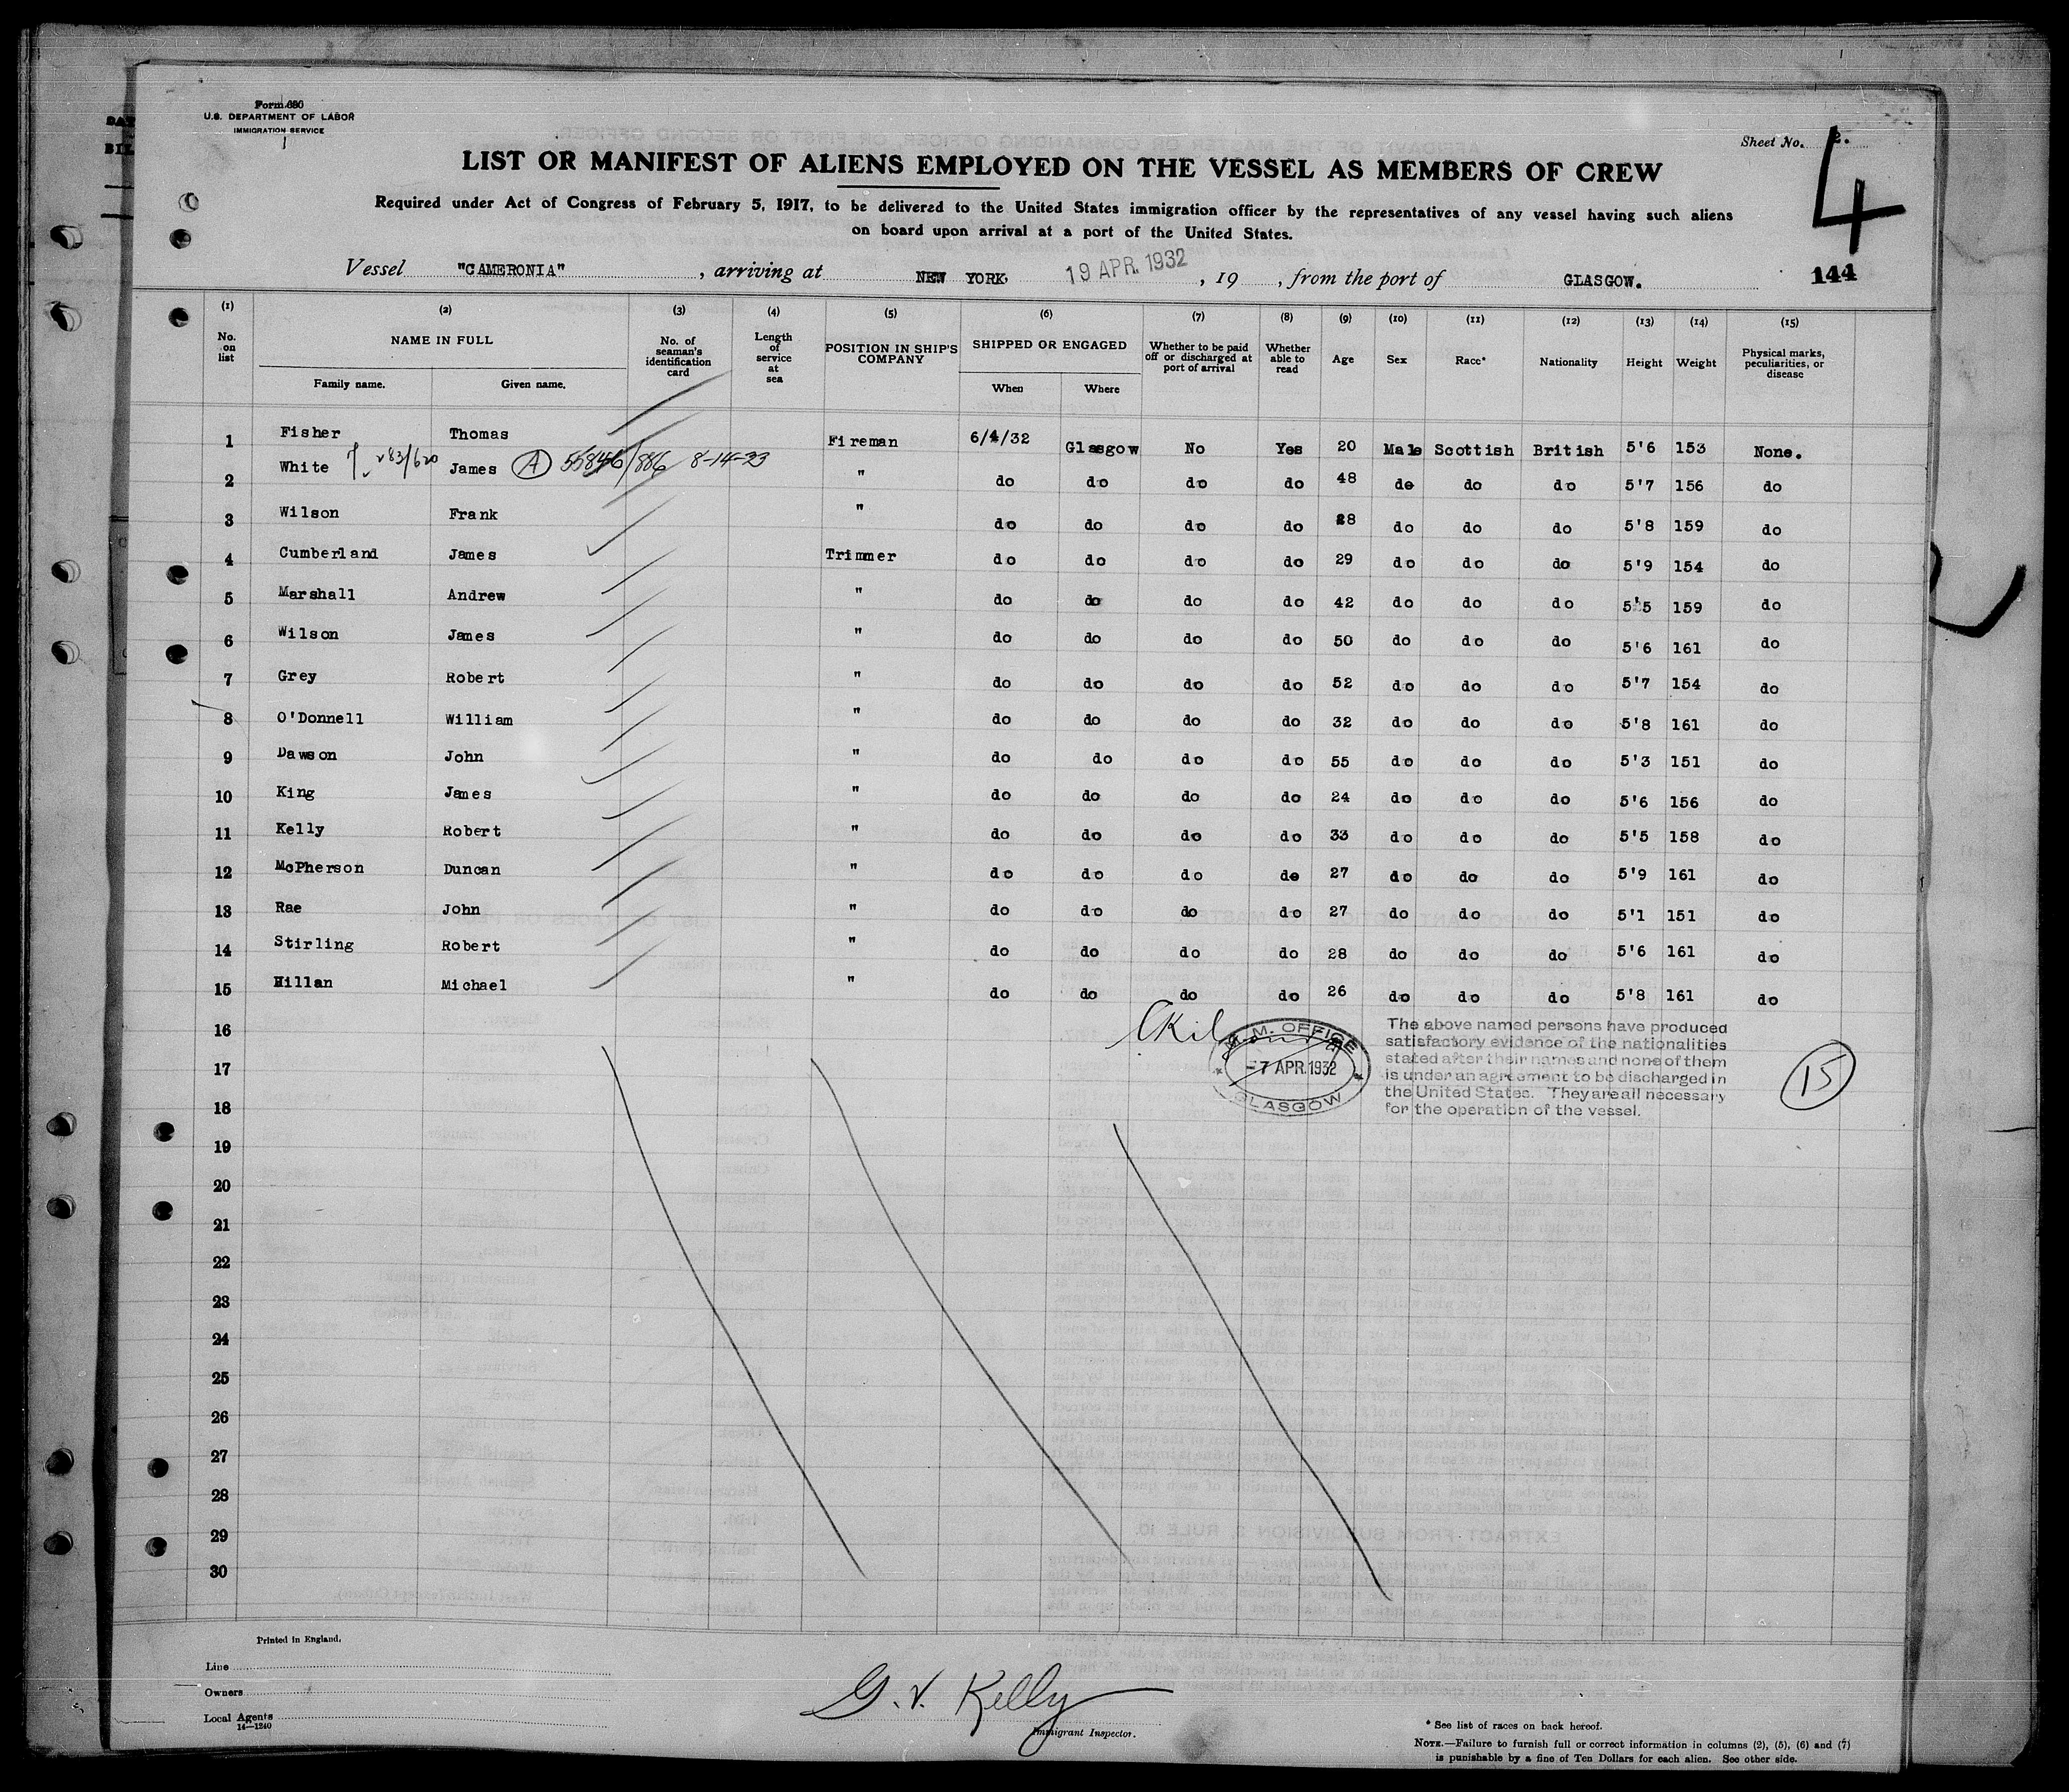 Form 680
U.S. DEPARTMENT OF LABOR
IMMIGRATION SERVICE
Sheet No. 2.
4
LIST OR MANIFEST OF ALIENS EMPLOYED ON THE VESSEL AS MEMBERS OF CREW
Required under Act of Congress of February 5, 1917, to be delivered to the United States immigration officer by the representatives of any vessel having such aliens
on board upon arrival at a port of the United States.
Vessel "CAMERONIA" , arriving at NEW YORK 19 APR. 1932 , 19 , from the port of GLASGOW. 144
(1) (2) (3) (4) (5) (6) (7) (8) (9) (10) (11) (12) (13) (14) (15)
No. on list NAME IN FULL Family name. Given name. No. of seaman's identification card Length of service at sea POSITION IN SHIP'S COMPANY SHIPPED OR ENGAGED When Where Whether to be paid off or discharged at port of arrival Whether able to read Age Sex Race* Nationality Height Weight Physical marks, peculiarities, or disease
1 Fisher Thomas Fireman 6/4/32 Glasgow No Yes 20 Male Scottish British 5'6 153 None.
2 White James A 55846/886 8-14-23 " do do do do 48 do do do 5'7 156 do
3 Wilson Frank " do do do do 28 do do do 5'8 159 do
4 Cumberland James Trimmer do do do do 29 do do do 5'9 154 do
5 Marshall Andrew " do do do do 42 do do do 5'5 159 do
6 Wilson James " do do do do 50 do do do 5'6 161 do
7 Grey Robert " do do do do 52 do do do 5'7 154 do
8 O'Donnell William " do do do do 32 do do do 5'8 161 do
9 Dawson John " do do do do 55 do do do 5'3 151 do
10 King James " do do do do 24 do do do 5'6 156 do
11 Kelly Robert " do do do do 33 do do do 5'5 158 do
12 McPherson Duncan " do do do do 27 do do do 5'9 161 do
13 Rae John " do do do do 27 do do do 5'1 151 do
14 Stirling Robert " do do do do 28 do do do 5'6 161 do
15 Hillan Michael " do do do do 26 do do do 5'8 161 do
16
17
18
19
20
21
22
23
24
25
26
27
28
29
30
M.M. OFFICE
-7 APR. 1932
GLASGOW
The above named persons have produced
satisfactory evidence of the nationalities
stated after their names and none of them
is under an agreement to be discharged in
the United States. They are all necessary
for the operation of the vessel.
15
Printed in England.
Line
Owners
Local Agents
14—1240
G. V. Kelly
Immigrant Inspector.
* See list of races on back hereof.
NOTE.—Failure to furnish full or correct information in columns (2), (5), (6) and (7)
is punishable by a fine of Ten Dollars for each alien. See other side.